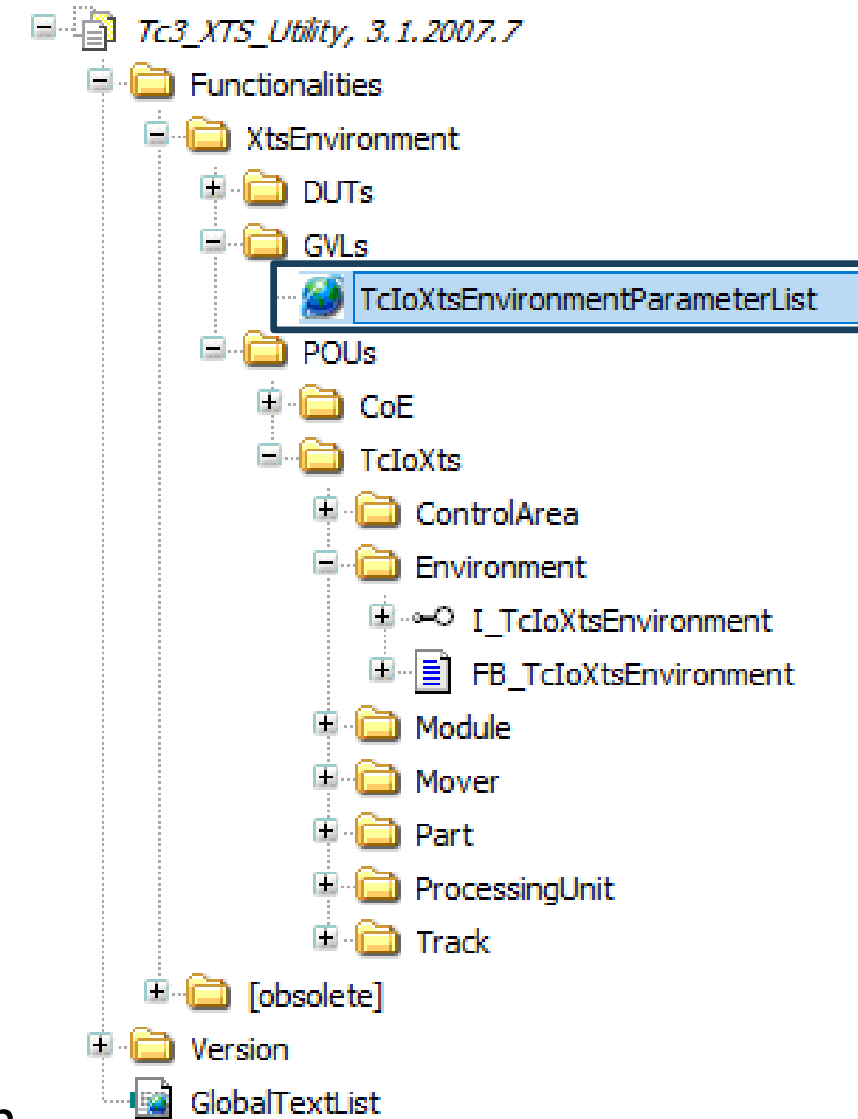 Tc3_XTS_Utility, 3.1.2007.7
Functionalities
XtsEnvironment
DUTs
GVLs
TcIoXtsEnvironmentParameterList
POUs
CoE
TcIoXts
ControlArea
Environment
I_TcIoXtsEnvironment
FB_TcIoXtsEnvironment
Module
Mover
Part
ProcessingUnit
Track
[obsolete]
Version
GlobalTextList